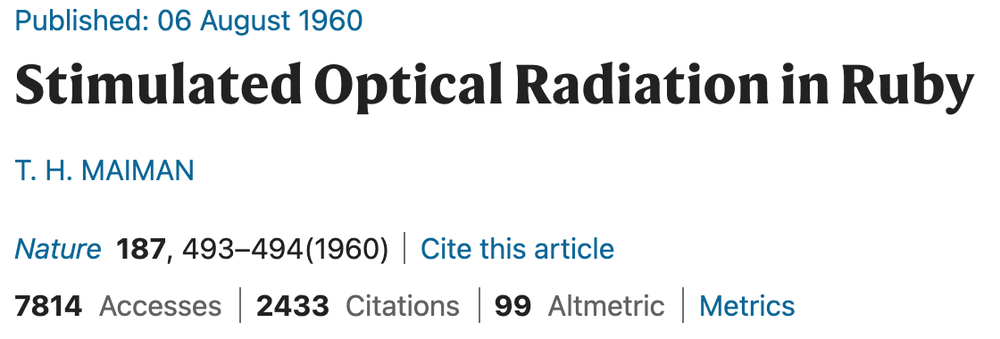 Published: 06 August 1960
Stimulated Optical Radiation in Ruby
T. H. MAIMAN
Nature 187, 493–494(1960) | Cite this article
7814 Accesses | 2433 Citations | 99 Altmetric | Metrics